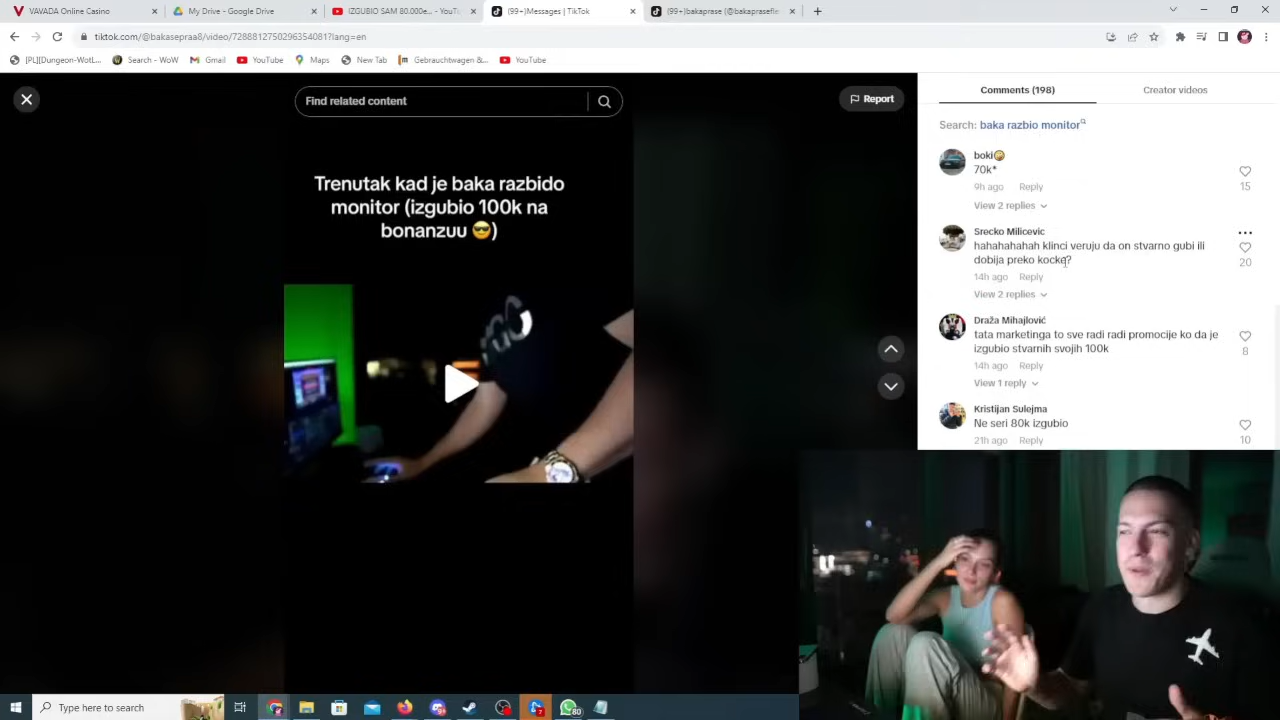 VAVADA Online Casino
My Drive - Google Drive
IZGUBIO SAM 80.000e... - YouT
(99+)Messages | TikTok
(99+)bakaprase (@bakaprasefle
tiktok.com/@bakasepraa8/video/7288812750296354081?lang=en
[PL][Dungeon-WotL...
Search - WoW
Gmail
YouTube
Maps
New Tab
Gebrauchtwagen &...
YouTube
Find related content
Report
Trenutak kad je baka razbido
monitor (izgubio 100k na
bonanzuu 😎)
Comments (198)
Creator videos
Search: baka razbio monitor
boki
70k*
15
9h ago Reply
View 2 replies
Srecko Milicevic
hahahahahah klinci veruju da on stvarno gubi ili
dobija preko kocke?
20
14h ago Reply
View 2 replies
Draža Mihajlović
tata marketinga to sve radi radi promocije ko da je
izgubio stvarnih svojih 100k
8
14h ago Reply
View 1 reply
Kristijan Sulejma
Ne seri 80k izgubio
10
21h ago Reply
Type here to search
80